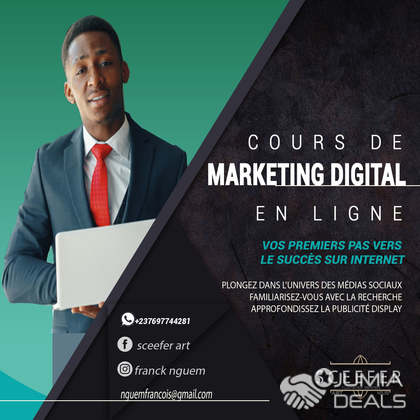 COURS DE
MARKETING DIGITAL
EN LIGNE
VOS PREMIERS PAS VERS
LE SUCCÈS SUR INTERNET
PLONGEZ DANS L'UNIVERS DES MÉDIAS SOCIAUX
FAMILIARISEZ-VOUS AVEC LA RECHERCHE
APPROFONDISSEZ LA PUBLICITÉ DISPLAY
+237697744281
sceefer art
franck nguem
nguemfrancois@gmail.com
SCEEFER
JUMIA
DEALS